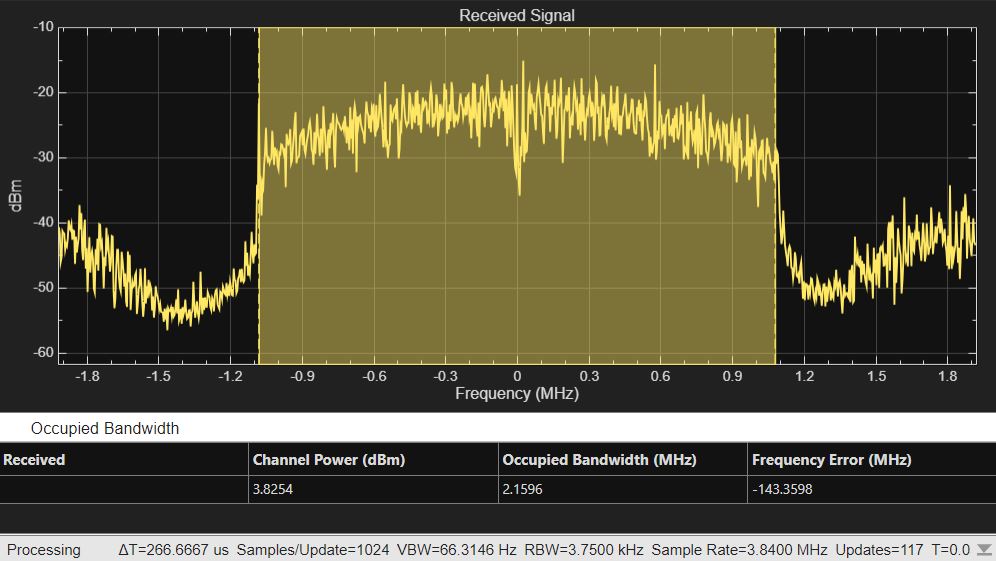 Received Signal
-10
-20
-30
-40
-50
-60
dBm
-1.8 -1.5 -1.2 -0.9 -0.6 -0.3 0 0.3 0.6 0.9 1.2 1.5 1.8
Frequency (MHz)
Occupied Bandwidth
Received Channel Power (dBm) Occupied Bandwidth (MHz) Frequency Error (MHz)
3.8254 2.1596 -143.3598
Processing ΔT=266.6667 us Samples/Update=1024 VBW=66.3146 Hz RBW=3.7500 kHz Sample Rate=3.8400 MHz Updates=117 T=0.0